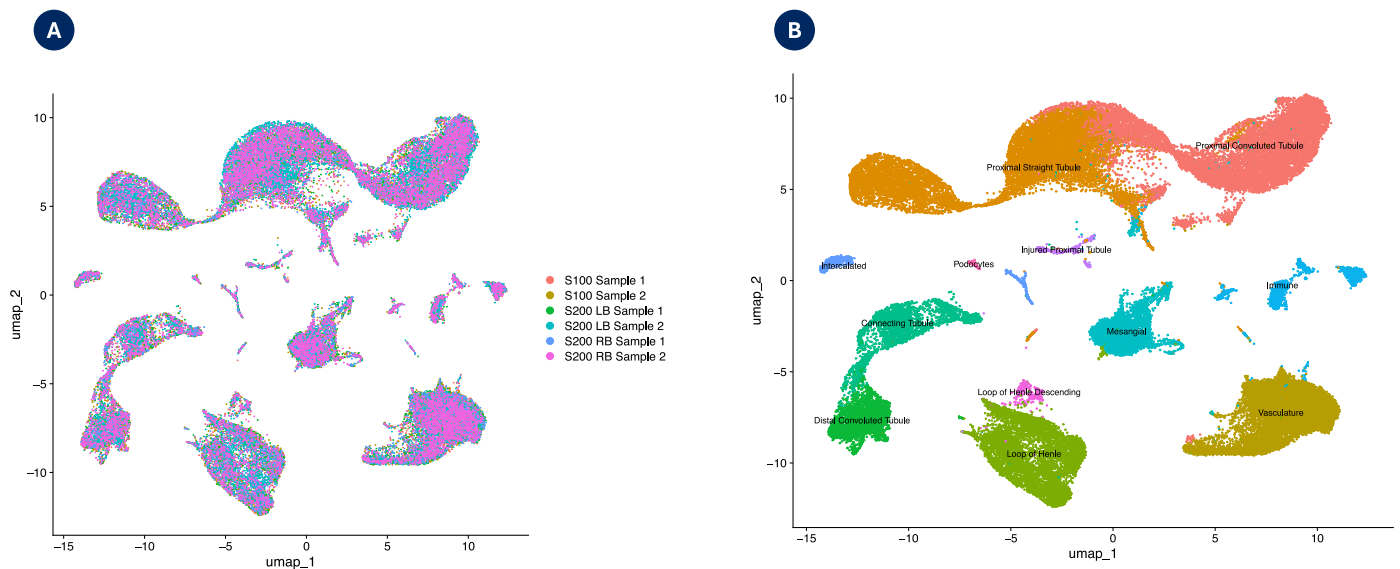 A
10
5
0
−5
−10
umap_2
−15
−10
−5
0
5
10
umap_1
S100 Sample 1
S100 Sample 2
S200 LB Sample 1
S200 LB Sample 2
S200 RB Sample 1
S200 RB Sample 2
B
10
5
0
−5
−10
umap_2
Proximal Convoluted Tubule
Proximal Straight Tubule
Injured Proximal Tubule
Intercalated
Podocytes
Immune
Connecting Tubule
Mesangial
Loop of Henle Descending
Distal Convoluted Tubule
Vasculature
Loop of Henle
−15
−10
−5
0
5
10
umap_1